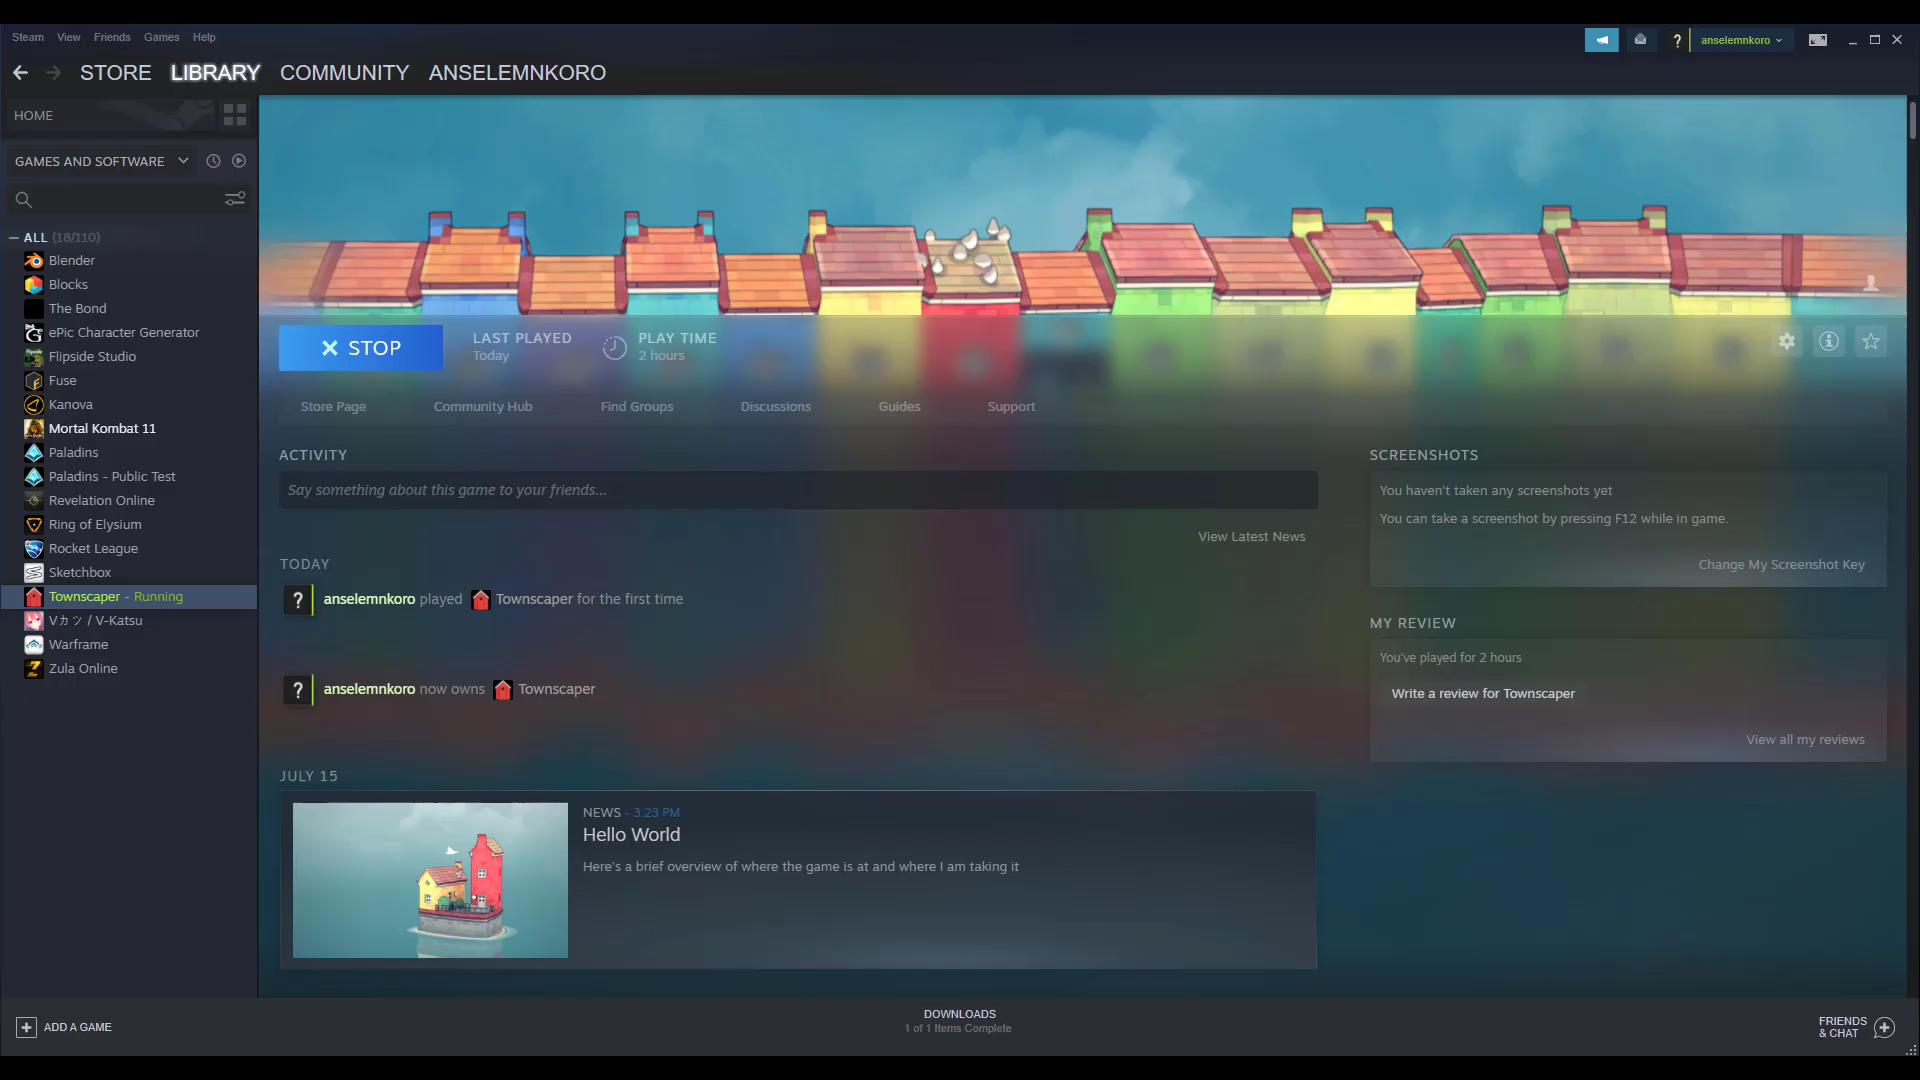 Steam View Friends Games Help
? anselemnkoro
STORE LIBRARY COMMUNITY ANSELEMNKORO
HOME
GAMES AND SOFTWARE
ALL (18/110)
Blender
Blocks
The Bond
ePic Character Generator
Flipside Studio
Fuse
Kanova
Mortal Kombat 11
Paladins
Paladins - Public Test
Revelation Online
Ring of Elysium
Rocket League
Sketchbox
Townscaper - Running
Vカツ / V-Katsu
Warframe
Zula Online
STOP
LAST PLAYED
Today
PLAY TIME
2 hours
Store Page Community Hub Find Groups Discussions Guides Support
ACTIVITY
Say something about this game to your friends...
View Latest News
TODAY
? anselemnkoro played Townscaper for the first time
? anselemnkoro now owns Townscaper
JULY 15
NEWS - 3:23 PM
Hello World
Here's a brief overview of where the game is at and where I am taking it
SCREENSHOTS
You haven't taken any screenshots yet
You can take a screenshot by pressing F12 while in game.
Change My Screenshot Key
MY REVIEW
You've played for 2 hours
Write a review for Townscaper
View all my reviews
ADD A GAME
DOWNLOADS
1 of 1 Items Complete
FRIENDS
& CHAT